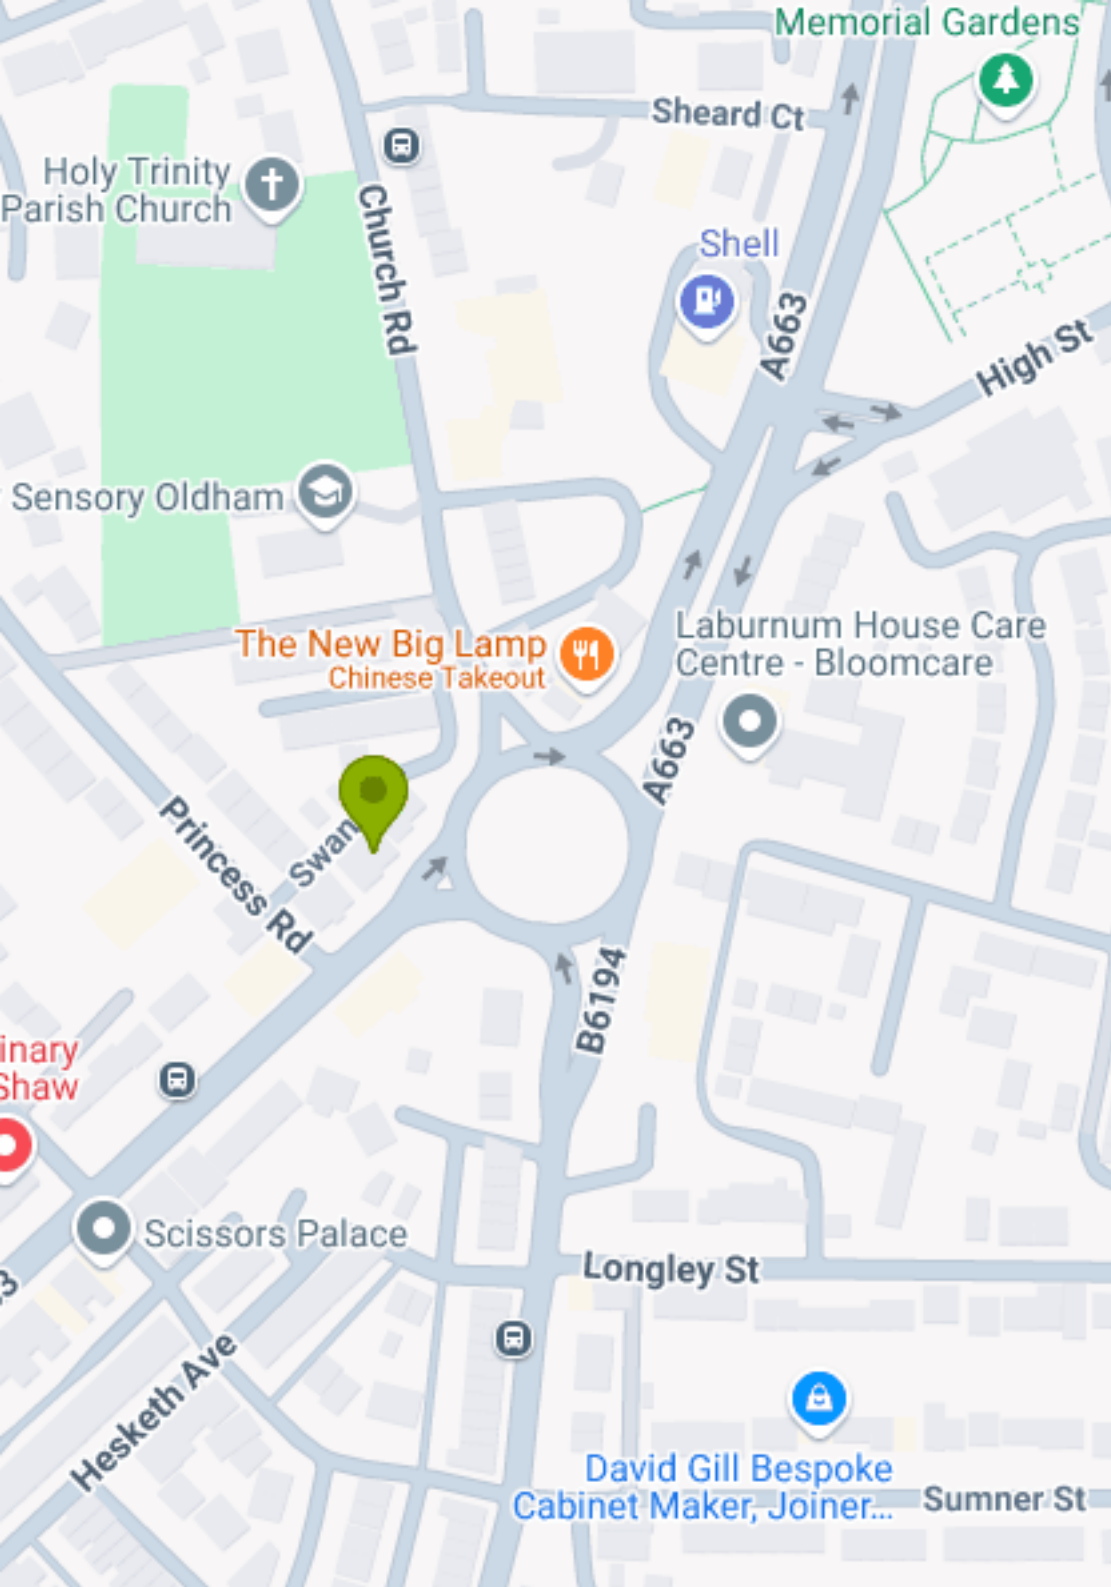 Memorial Gardens
Sheard Ct
Holy Trinity
Parish Church
Church Rd
Shell
A663
High St
Sensory Oldham
The New Big Lamp
Chinese Takeout
Laburnum House Care
Centre - Bloomcare
A663
Swan
Princess Rd
B6194
inary
Shaw
Scissors Palace
3
Longley St
Hesketh Ave
David Gill Bespoke
Cabinet Maker, Joiner...
Sumner St